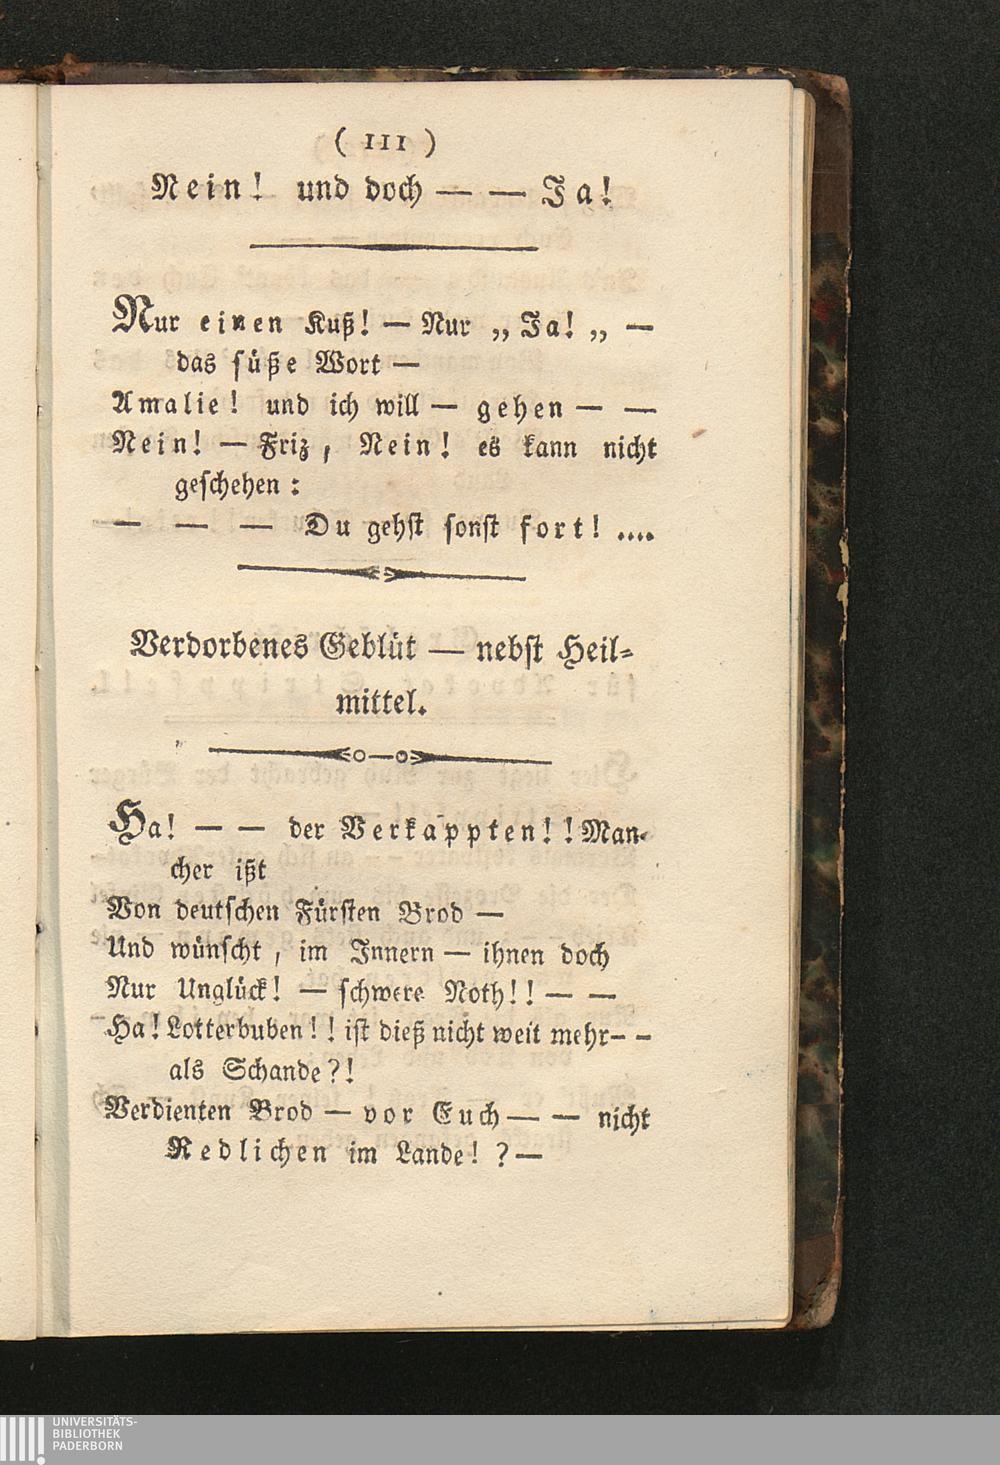 ( III )
Nein! und doch — — Ja!
Nur einen Kuß! — Nur „ Ja! „ —
das süße Wort —
Amalie! und ich will — gehen — —
Nein! — Friz, Nein! es kann nicht
geschehen:
— — — Du gehst sonst fort! ....
Verdorbenes Geblüt — nebst Heil-
mittel.
Ha! — — der Verkappten!! Man-
cher ißt
Von deutschen Fürsten Brod —
Und wünscht, im Innern — ihnen doch
Nur Unglück! — schwere Noth!! — —
Ha! Lotterbuben!! ist dieß nicht weit mehr — —
als Schande?!
Verdienten Brod — vor Euch — — nicht
Redlichen im Lande! ? —
UNIVERSITÄTS-
BIBLIOTHEK
PADERBORN